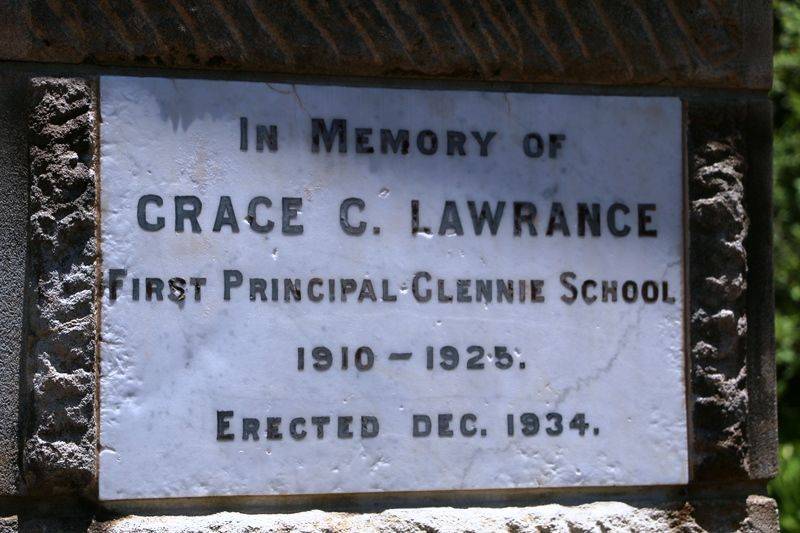 In Memory of
Grace G. Lawrance
First Principal Glennie School
1910 – 1925.
Erected Dec. 1934.